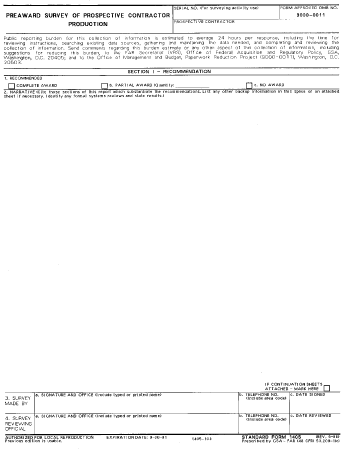 PREAWARD SURVEY OF PROSPECTIVE CONTRACTOR
PRODUCTION
SERIAL NO. (For surveying activity use)
FORM APPROVED OMB NO.
9000-0011
PROSPECTIVE CONTRACTOR
Public reporting burden for this collection of information is estimated to average 24 hours per response, including the time for
reviewing instructions, searching existing data sources, gathering and maintaining the data needed, and completing and reviewing the
collection of information. Send comments regarding this burden estimate or any other aspect of this collection of information, including
suggestions for reducing this burden, to the FAR Secretariat (VRS), Office of Federal Acquisition and Regulatory Policy, GSA,
Washington, D.C. 20405; and to the Office of Management and Budget, Paperwork Reduction Project (9000-0011), Washington, D.C.
20503.
SECTION I - RECOMMENDATION
1. RECOMMENDED
COMPLETE AWARD
b. PARTIAL AWARD (Quantity:
c. NO AWARD
2. NARRATIVE (Cite those sections of the report which substantiate the recommendations. List any other backup information in this space or on an attached
sheet if necessary. Identify any formal systems reviews and state results.)
(IF CONTINUATION SHEETS
ATTACHED - MARK HERE
3. SURVEY
MADE BY
a. SIGNATURE AND OFFICE (Include typed or printed name)
b. TELEPHONE NO.
(Include area code)
c. DATE SIGNED
4. SURVEY
REVIEWING
OFFICIAL
a. SIGNATURE AND OFFICE (Include typed or printed name)
b. TELEPHONE NO.
(Include area code)
c. DATE REVIEWED
AUTHORIZED FOR LOCAL REPRODUCTION
Previous edition is usable.
EXPIRATION DATE: 9-30-91
1405-101
STANDARD FORM 1405
Prescribed by GSA - FAR (48 CFR)